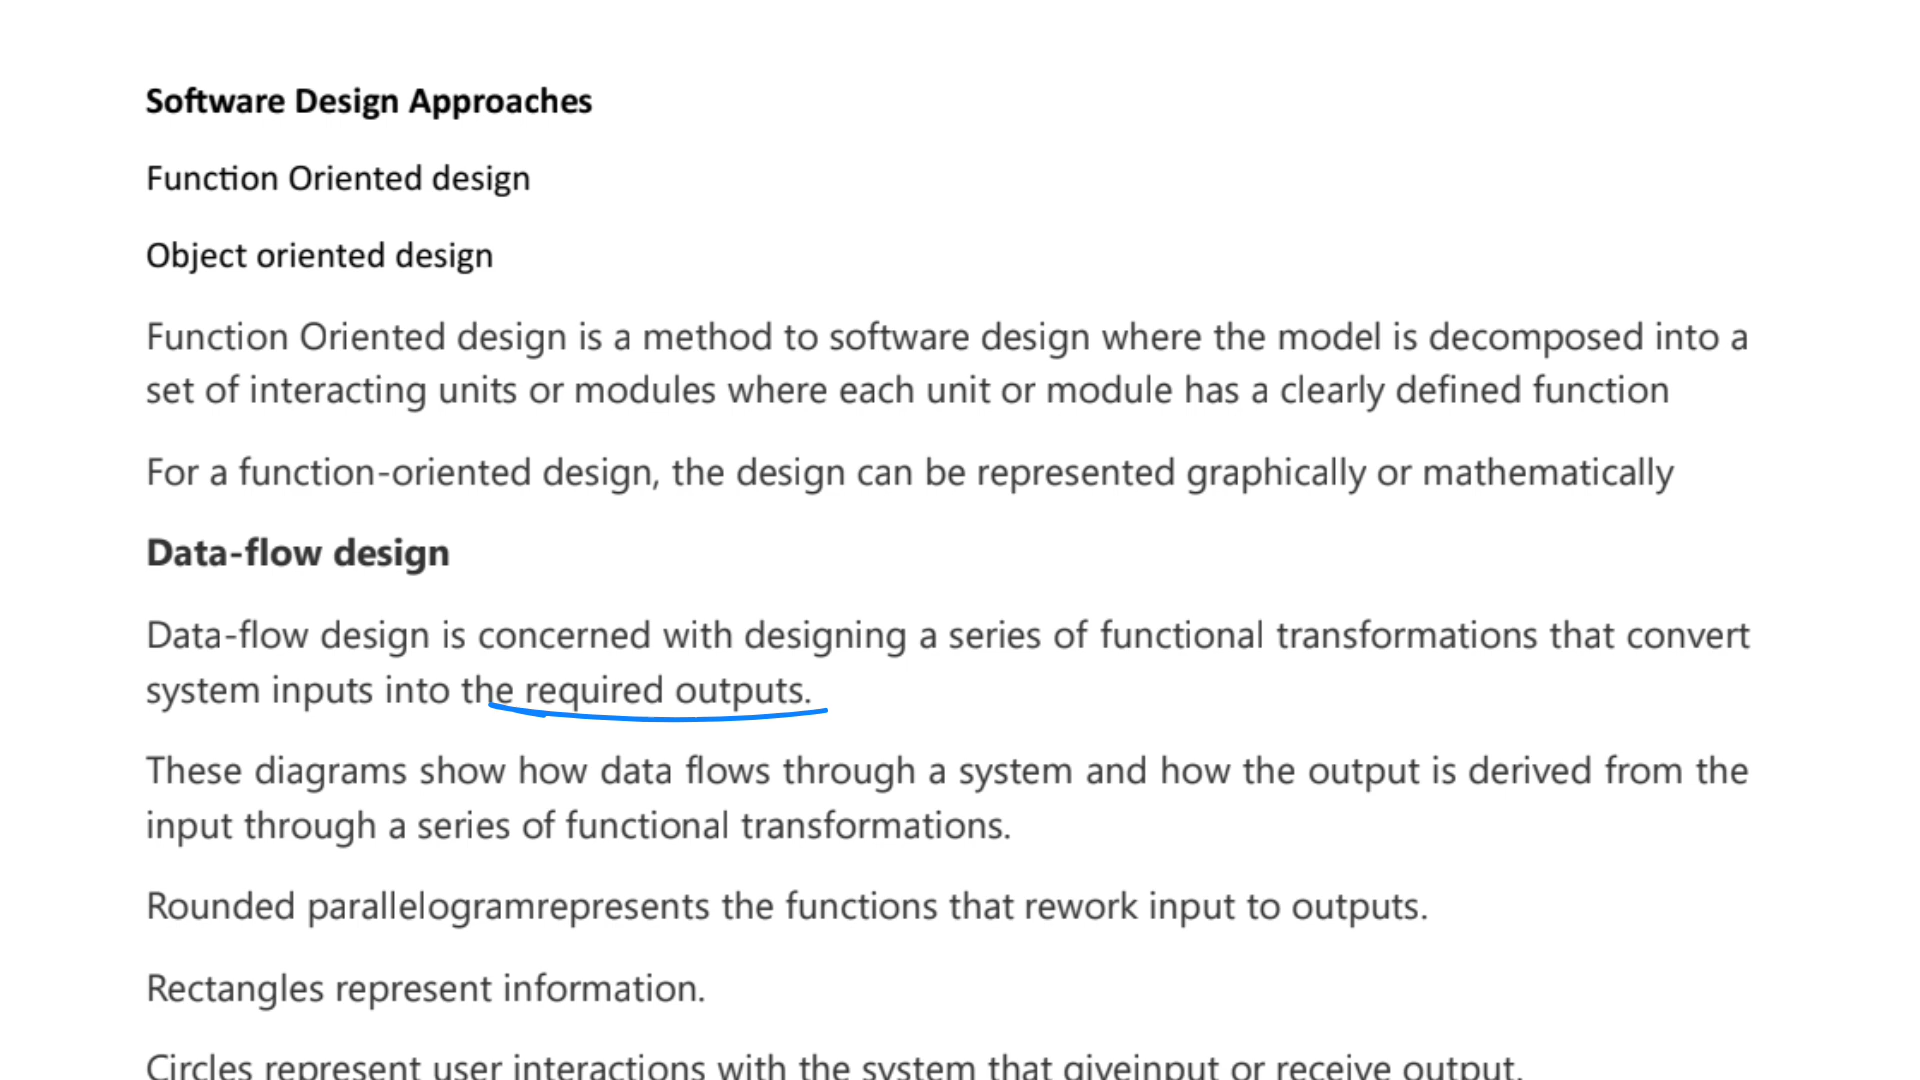 Software Design Approaches
Function Oriented design
Object oriented design
Function Oriented design is a method to software design where the model is decomposed into a
set of interacting units or modules where each unit or module has a clearly defined function
For a function-oriented design, the design can be represented graphically or mathematically
Data-flow design
Data-flow design is concerned with designing a series of functional transformations that convert
system inputs into the required outputs.
These diagrams show how data flows through a system and how the output is derived from the
input through a series of functional transformations.
Rounded parallelogramrepresents the functions that rework input to outputs.
Rectangles represent information.
Circles represent user interactions with the system that giveinput or receive output.